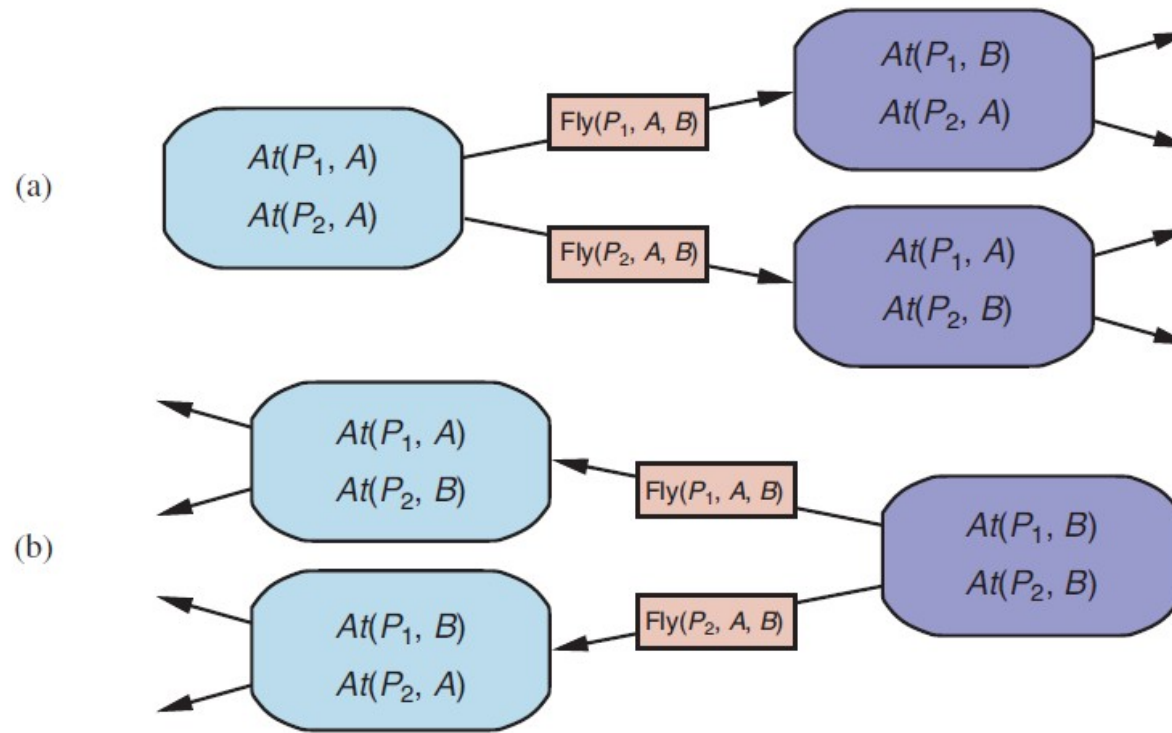 (a)
At(P₁, A)
At(P₂, A)
Fly(P₁, A, B)
Fly(P₂, A, B)
At(P₁, B)
At(P₂, A)
At(P₁, A)
At(P₂, B)
(b)
At(P₁, A)
At(P₂, B)
At(P₁, B)
At(P₂, A)
Fly(P₁, A, B)
Fly(P₂, A, B)
At(P₁, B)
At(P₂, B)